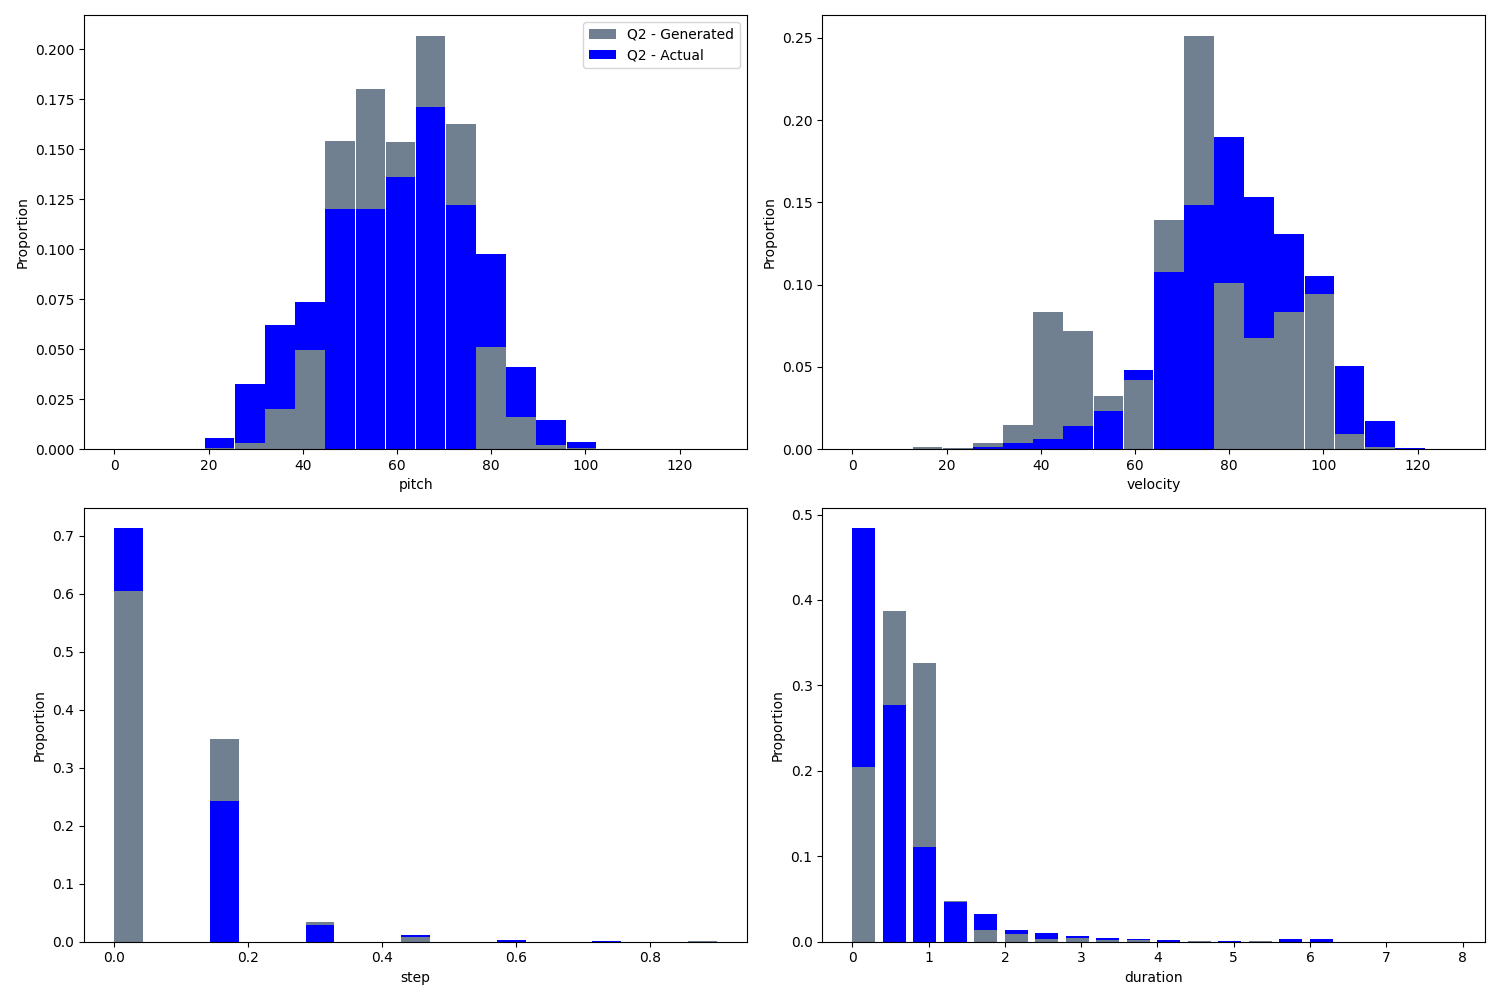 Q2 - Generated
Q2 - Actual
0.200
0.175
0.150
0.125
0.100
0.075
0.050
0.025
0.000
Proportion
0 20 40 60 80 100 120
pitch
0.25
0.20
0.15
0.10
0.05
0.00
Proportion
0 20 40 60 80 100 120
velocity
0.7
0.6
0.5
0.4
0.3
0.2
0.1
0.0
Proportion
0.0 0.2 0.4 0.6 0.8
step
0.5
0.4
0.3
0.2
0.1
0.0
Proportion
0 1 2 3 4 5 6 7 8
duration